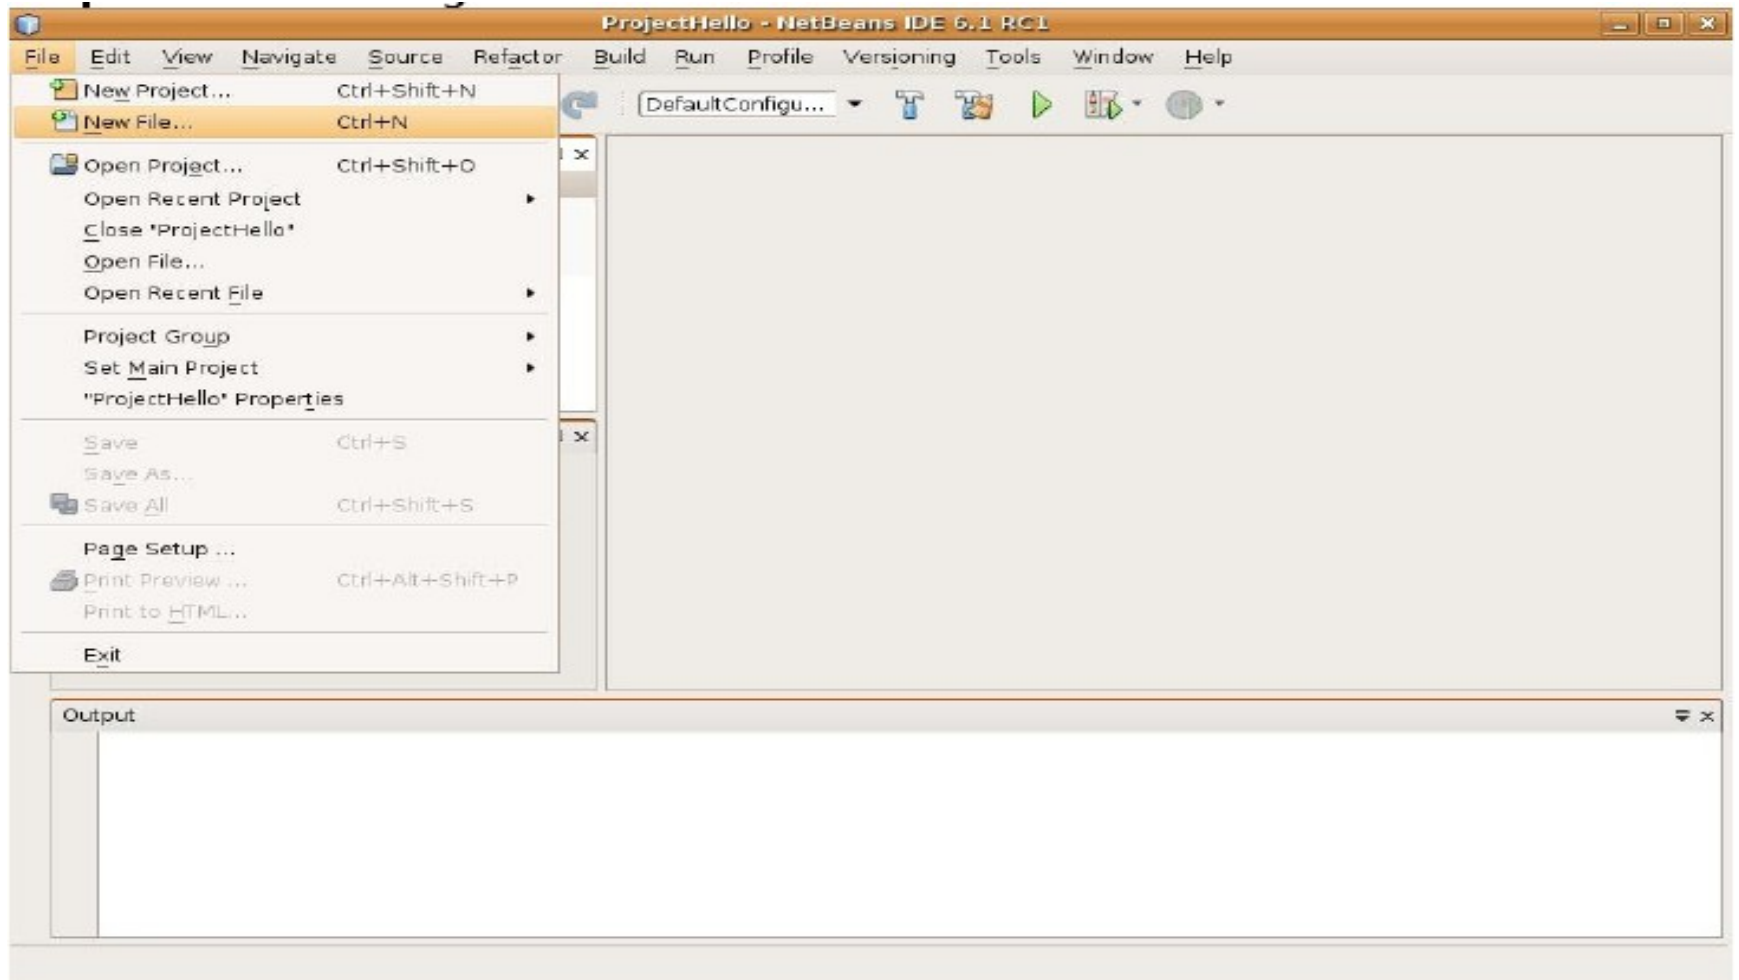 ProjectHello - NetBeans IDE 6.1 RC1
File Edit View Navigate Source Refactor Build Run Profile Versioning Tools Window Help
New Project... Ctrl+Shift+N
DefaultConfigu...
New File... Ctrl+N
Open Project... Ctrl+Shift+O
Open Recent Project
Close "ProjectHello"
Open File...
Open Recent File
Project Group
Set Main Project
"ProjectHello" Properties
Save Ctrl+S
Save As...
Save All Ctrl+Shift+S
Page Setup ...
Print Preview ... Ctrl+Alt+Shift+P
Print to HTML...
Exit
Output